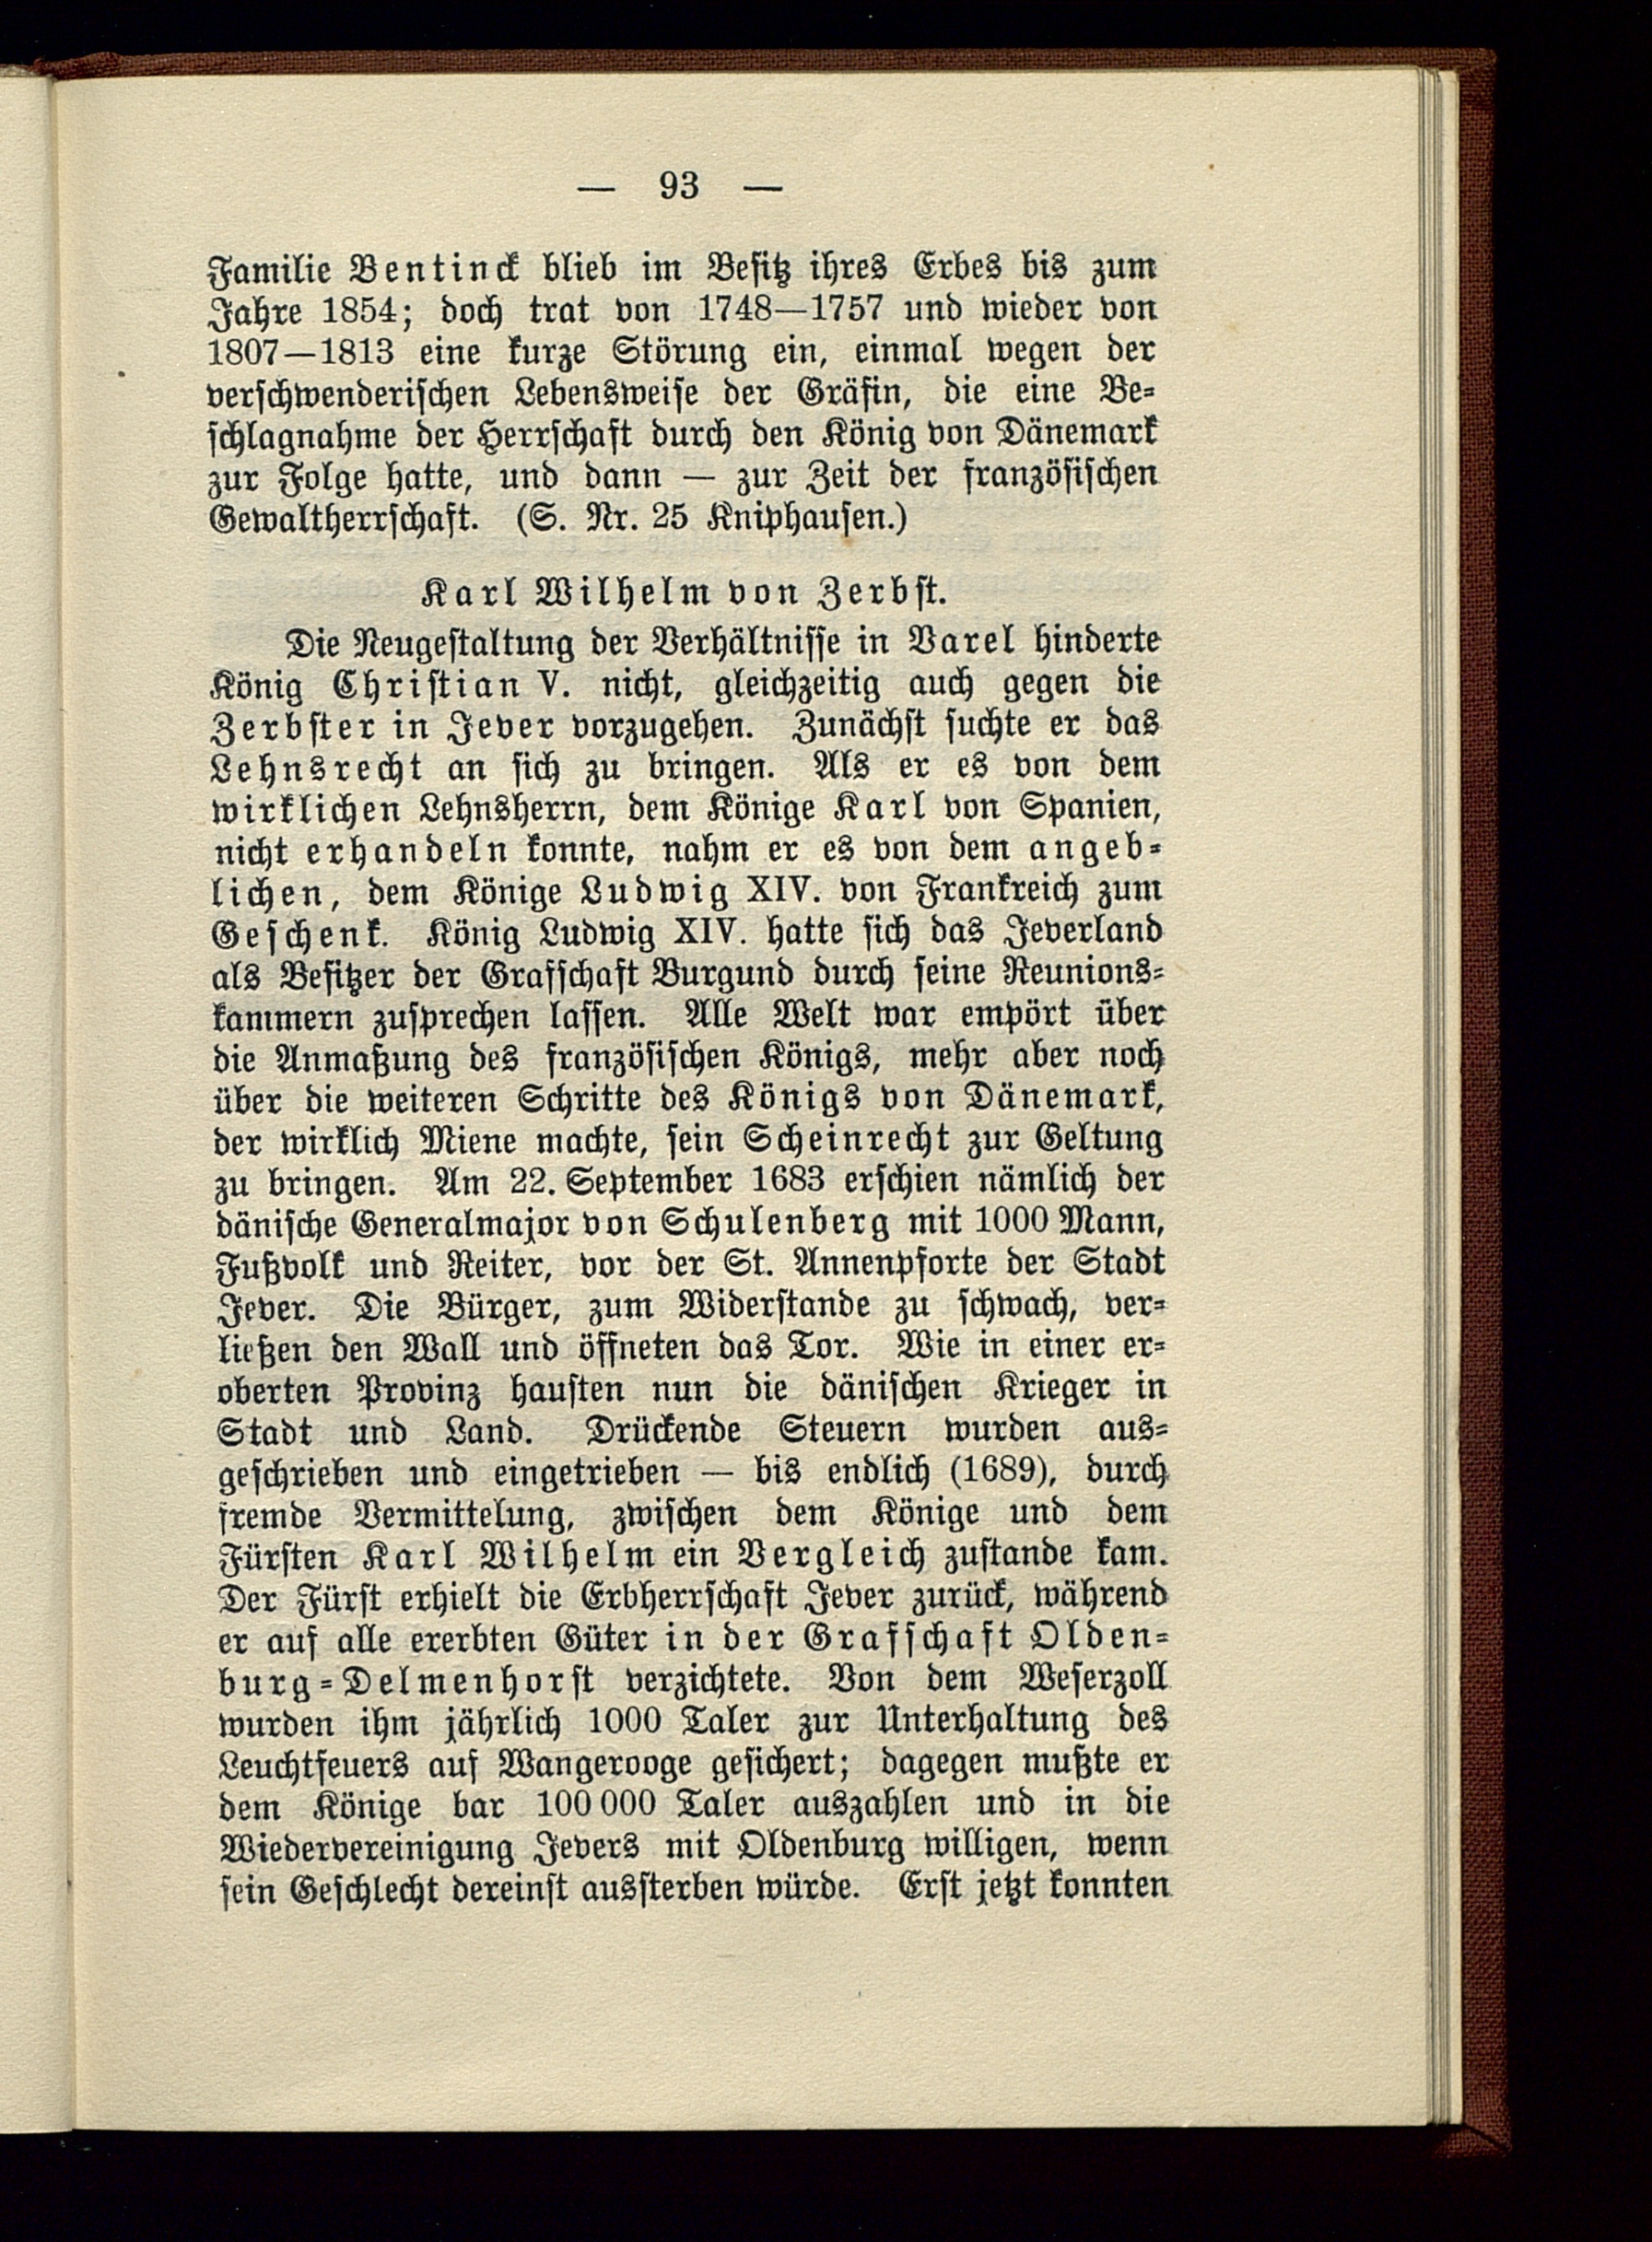 — 93 —
Familie Bentinck blieb im Besitz ihres Erbes bis zum
Jahre 1854; doch trat von 1748—1757 und wieder von
1807—1813 eine kurze Störung ein, einmal wegen der
verschwenderischen Lebensweise der Gräfin, die eine Be-
schlagnahme der Herrschaft durch den König von Dänemark
zur Folge hatte, und dann — zur Zeit der französischen
Gewaltherrschaft. (S. Nr. 25 Kniphausen.)
Karl Wilhelm von Zerbst.
Die Neugestaltung der Verhältnisse in Varel hinderte
König Christian V. nicht, gleichzeitig auch gegen die
Zerbster in Jever vorzugehen. Zunächst suchte er das
Lehnsrecht an sich zu bringen. Als er es von dem
wirklichen Lehnsherrn, dem Könige Karl von Spanien,
nicht erhandeln konnte, nahm er es von dem angeb-
lichen, dem Könige Ludwig XIV. von Frankreich zum
Geschenk. König Ludwig XIV. hatte sich das Jeverland
als Besitzer der Grafschaft Burgund durch seine Reunions-
kammern zusprechen lassen. Alle Welt war empört über
die Anmaßung des französischen Königs, mehr aber noch
über die weiteren Schritte des Königs von Dänemark,
der wirklich Miene machte, sein Scheinrecht zur Geltung
zu bringen. Am 22. September 1683 erschien nämlich der
dänische Generalmajor von Schulenberg mit 1000 Mann,
Fußvolk und Reiter, vor der St. Annenpforte der Stadt
Jever. Die Bürger, zum Widerstande zu schwach, ver-
ließen den Wall und öffneten das Tor. Wie in einer er-
oberten Provinz hausten nun die dänischen Krieger in
Stadt und Land. Drückende Steuern wurden aus-
geschrieben und eingetrieben — bis endlich (1689), durch
fremde Vermittelung, zwischen dem Könige und dem
Fürsten Karl Wilhelm ein Vergleich zustande kam.
Der Fürst erhielt die Erbherrschaft Jever zurück, während
er auf alle ererbten Güter in der Grafschaft Olden-
burg-Delmenhorst verzichtete. Von dem Weserzoll
wurden ihm jährlich 1000 Taler zur Unterhaltung des
Leuchtfeuers auf Wangerooge gesichert; dagegen mußte er
dem Könige bar 100 000 Taler auszahlen und in die
Wiedervereinigung Jevers mit Oldenburg willigen, wenn
sein Geschlecht dereinst aussterben würde. Erst jetzt konnten